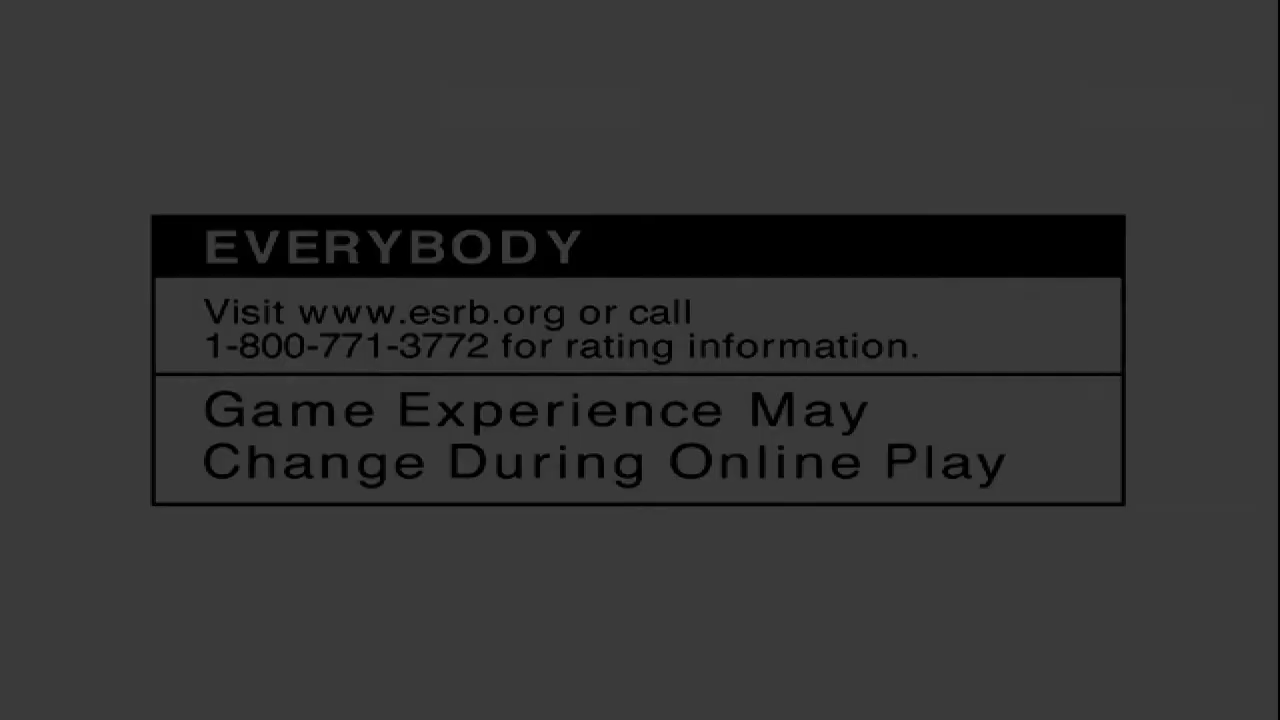 EVERYBODY
Visit www.esrb.org or call
1-800-771-3772 for rating information.
Game Experience May
Change During Online Play